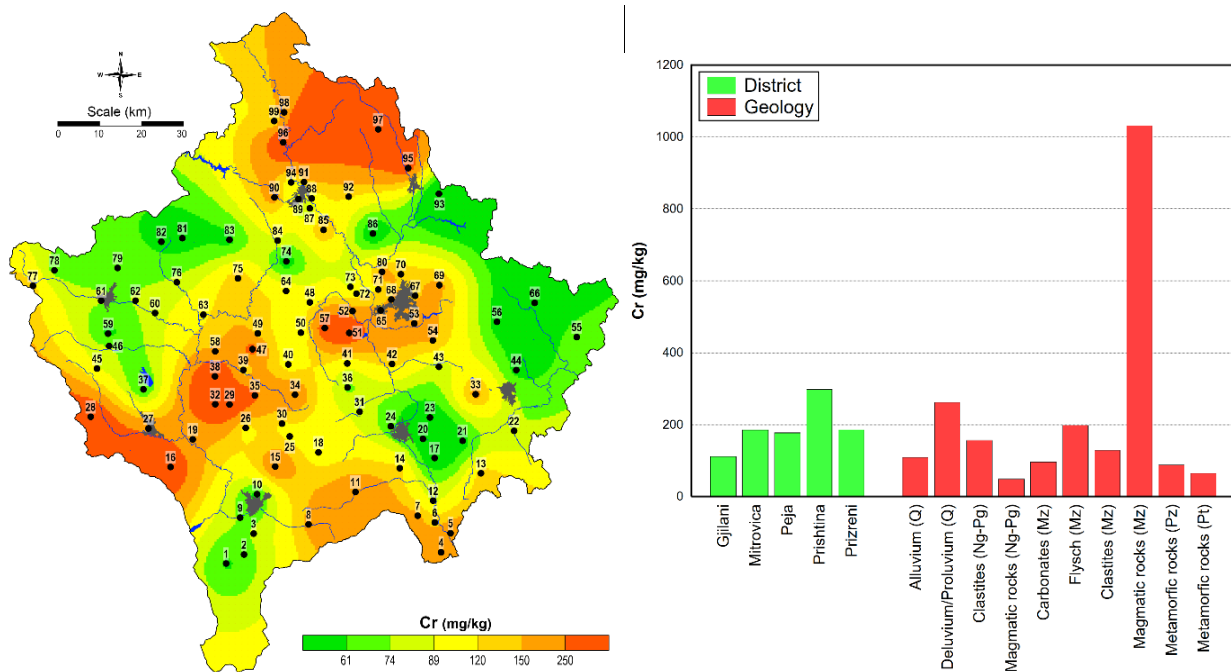 N
W E
S
Scale (km)
0 10 20 30
98
99
97
96
95
94 91
90 88 92
89
87
93
85
86
82 81 83 84
74
79
78
77
76 75
80 70
73 71 69
72 68 67
61 62
60 63
64 48
52 65 53
66
56
57 51
59
46
58 49 50 54
55
47
45
38 39 40 41 42 43 44
37
36
32 29 35 34
33
28
27
26 30
31
24 23
22
19
25
20 21
17
16
15 18
14
13
10
11
12
9
8
7 6
5
3
4
2
1
Cr (mg/kg)
61 74 89 120 150 250
1200
1000
800
600
400
200
0
Cr (mg/kg)
District
Geology
Gjilani
Mitrovica
Peja
Prishtina
Prizreni
Alluvium (Q)
Deluvium/Proluvium (Q)
Clastites (Ng-Pg)
Magmatic rocks (Ng-Pg)
Carbonates (Mz)
Flysch (Mz)
Clastites (Mz)
Magmatic rocks (Mz)
Metamorfic rocks (Pz)
Metamorfic rocks (Pt)